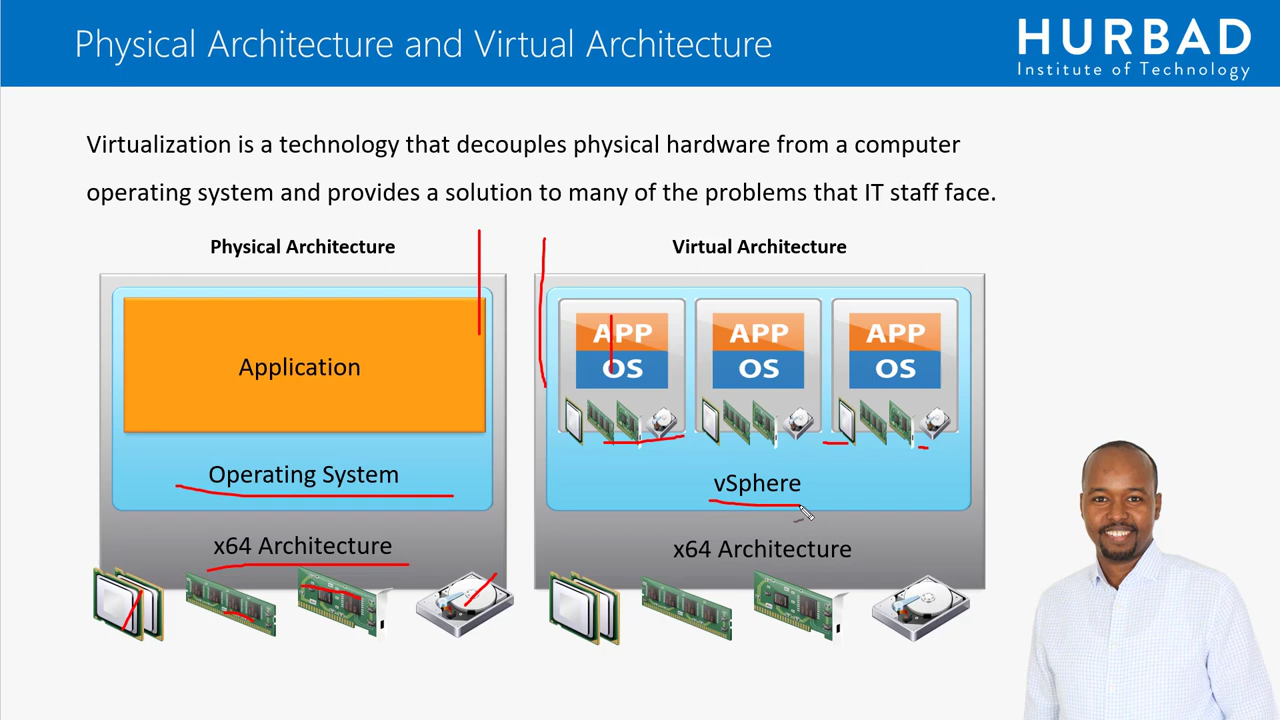 Physical Architecture and Virtual Architecture
HURBAD
Institute of Technology
Virtualization is a technology that decouples physical hardware from a computer
operating system and provides a solution to many of the problems that IT staff face.
Physical Architecture
Application
Operating System
x64 Architecture
Virtual Architecture
APP
OS
APP
OS
APP
OS
vSphere
x64 Architecture